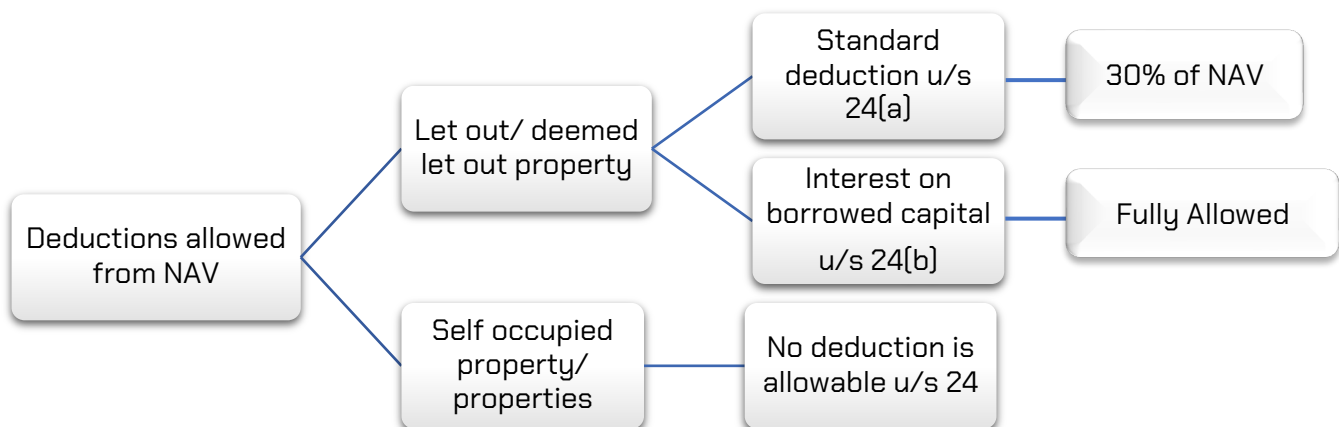 Deductions allowed
from NAV
Let out/ deemed
let out property
Standard
deduction u/s
24(a)
30% of NAV
Interest on
borrowed capital
u/s 24(b)
Fully Allowed
Self occupied
property/
properties
No deduction is
allowable u/s 24